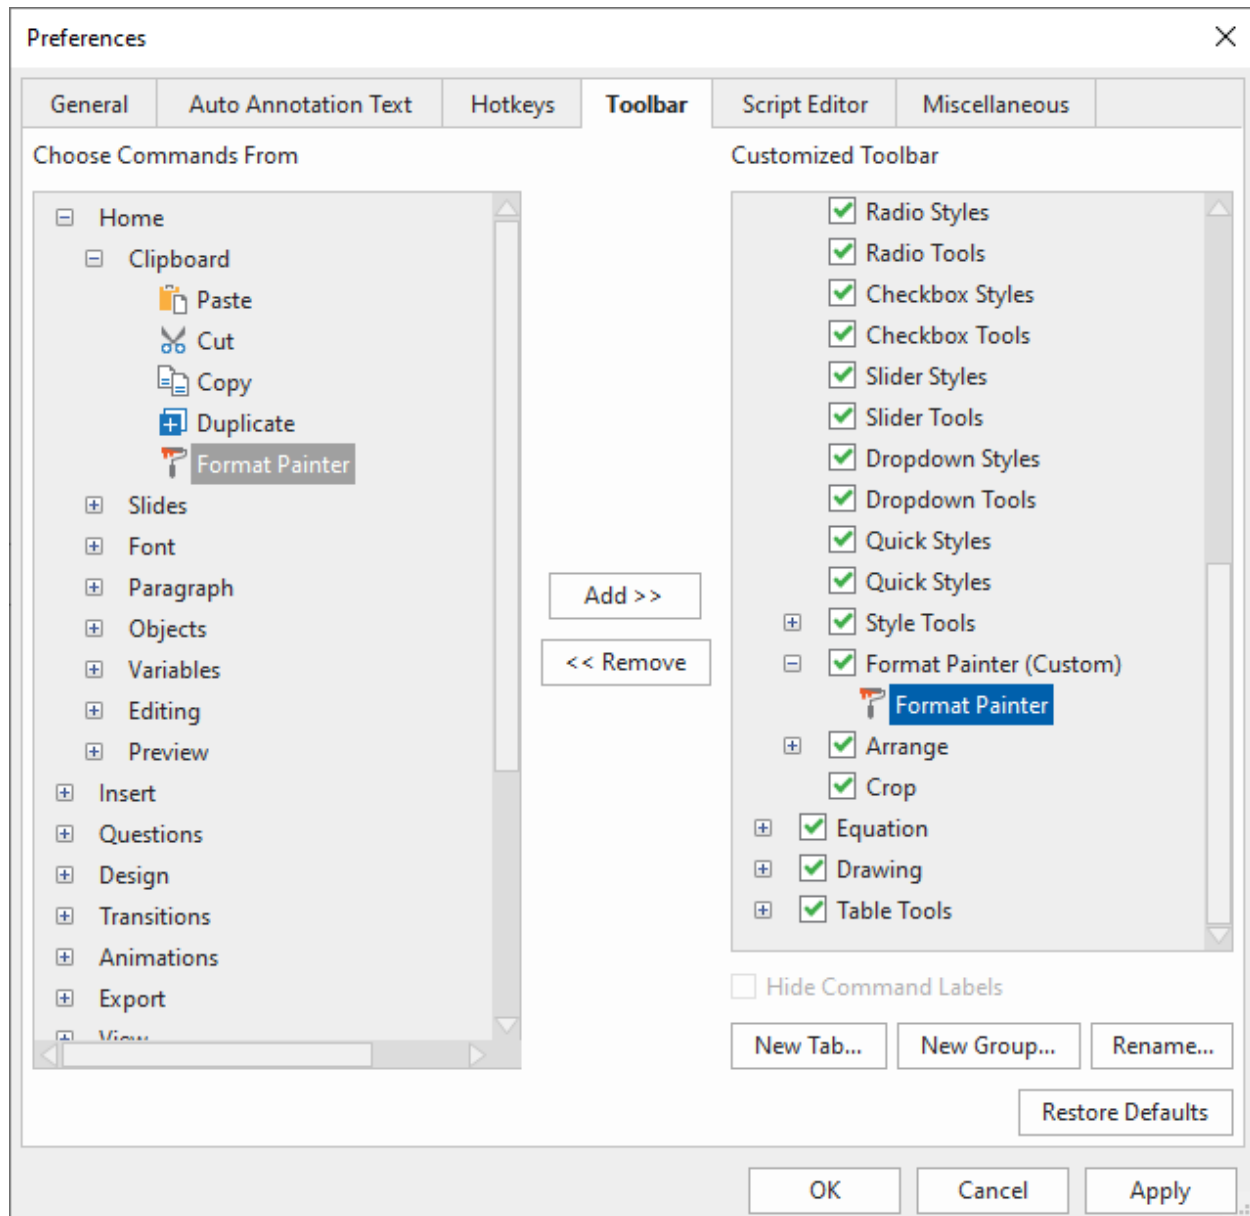 Preferences
General Auto Annotation Text Hotkeys Toolbar Script Editor Miscellaneous
Choose Commands From
Home
Clipboard
Paste
Cut
Copy
Duplicate
Format Painter
Slides
Font
Paragraph
Objects
Variables
Editing
Preview
Insert
Questions
Design
Transitions
Animations
Export
View
Add >>
<< Remove
Customized Toolbar
Radio Styles
Radio Tools
Checkbox Styles
Checkbox Tools
Slider Styles
Slider Tools
Dropdown Styles
Dropdown Tools
Quick Styles
Quick Styles
Style Tools
Format Painter (Custom)
Format Painter
Arrange
Crop
Equation
Drawing
Table Tools
Hide Command Labels
New Tab... New Group... Rename...
Restore Defaults
OK Cancel Apply